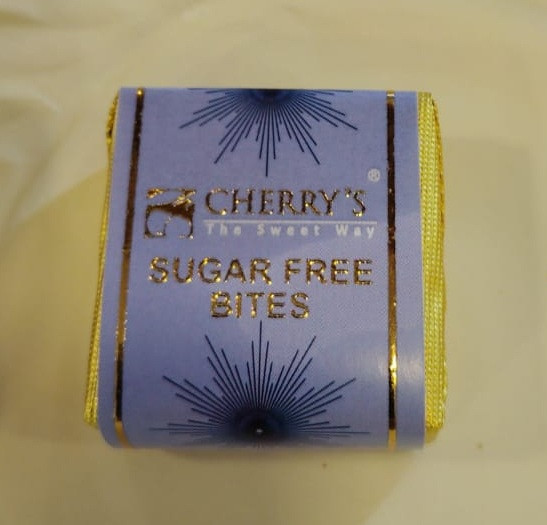 CHERRY'S®
The Sweet Way
SUGAR FREE
BITES